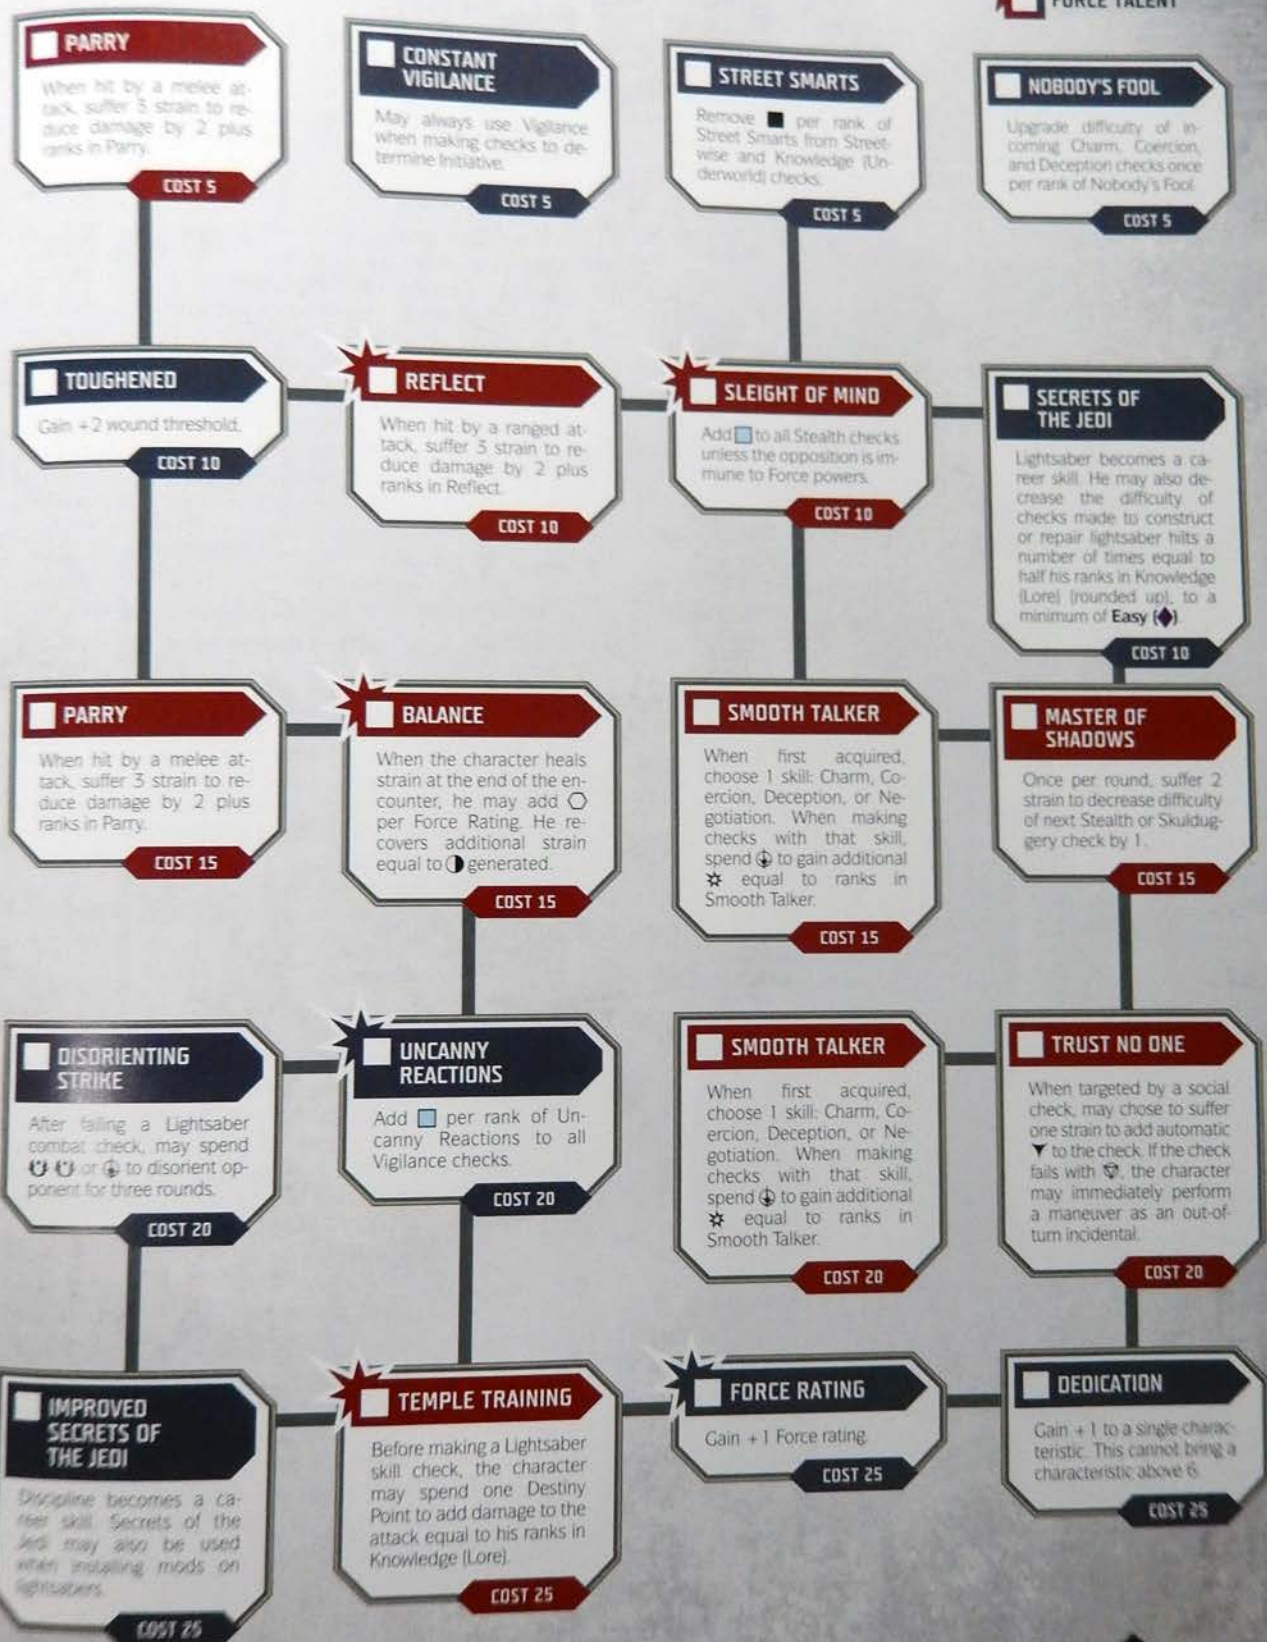 FORCE TALENT
PARRY
When hit by a melee at-
tack, suffer 3 strain to re-
duce damage by 2 plus
ranks in Parry.
COST 5
CONSTANT
VIGILANCE
May always use Vigilance
when making checks to de-
termine Initiative.
COST 5
STREET SMARTS
Remove ■ per rank of
Street Smarts from Street-
wise and Knowledge (Un-
derworld) checks.
COST 5
NOBODY'S FOOL
Upgrade difficulty of in-
coming Charm, Coercion,
and Deception checks once
per rank of Nobody's Fool.
COST 5
TOUGHENED
Gain +2 wound threshold.
COST 10
REFLECT
When hit by a ranged at-
tack, suffer 3 strain to re-
duce damage by 2 plus
ranks in Reflect.
COST 10
SLEIGHT OF MIND
Add to all Stealth checks
unless the opposition is im-
mune to Force powers.
COST 10
SECRETS OF
THE JEDI
Lightsaber becomes a ca-
reer skill. He may also de-
crease the difficulty of
checks made to construct
or repair lightsaber hilts a
number of times equal to
half his ranks in Knowledge
(Lore) (rounded up), to a
minimum of Easy (◆).
COST 10
PARRY
When hit by a melee at-
tack, suffer 3 strain to re-
duce damage by 2 plus
ranks in Parry.
COST 15
BALANCE
When the character heals
strain at the end of the en-
counter, he may add
per Force Rating. He re-
covers additional strain
equal to generated.
COST 15
SMOOTH TALKER
When first acquired,
choose 1 skill: Charm, Co-
ercion, Deception, or Ne-
gotiation. When making
checks with that skill,
spend to gain additional
equal to ranks in
Smooth Talker.
COST 15
MASTER OF
SHADOWS
Once per round, suffer 2
strain to decrease difficulty
of next Stealth or Skuldug-
gery check by 1.
COST 15
DISORIENTING
STRIKE
After failing a Lightsaber
combat check, may spend
or to disorient op-
ponent for three rounds.
COST 20
UNCANNY
REACTIONS
Add per rank of Un-
canny Reactions to all
Vigilance checks.
COST 20
SMOOTH TALKER
When first acquired,
choose 1 skill: Charm, Co-
ercion, Deception, or Ne-
gotiation. When making
checks with that skill,
spend to gain additional
equal to ranks in
Smooth Talker.
COST 20
TRUST NO ONE
When targeted by a social
check, may chose to suffer
one strain to add automatic
▼ to the check. If the check
fails with , the character
may immediately perform
a maneuver as an out-of-
turn incidental.
COST 20
IMPROVED
SECRETS OF
THE JEDI
Discipline becomes a ca-
reer skill. Secrets of the
Jedi may also be used
when installing mods on
lightsabers.
COST 25
TEMPLE TRAINING
Before making a Lightsaber
skill check, the character
may spend one Destiny
Point to add damage to the
attack equal to his ranks in
Knowledge (Lore).
COST 25
FORCE RATING
Gain +1 Force rating.
COST 25
DEDICATION
Gain +1 to a single charac-
teristic. This cannot bring a
characteristic above 6.
COST 25